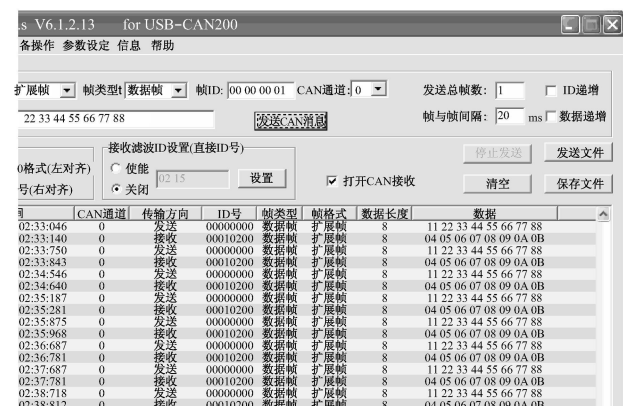 .s V6.1.2.13 for USB-CAN200
备操作 参数设定 信息 帮助
扩展帧 帧类型t 数据帧 帧ID: 00 00 00 01 CAN通道: 0 发送总帧数: 1 ID递增
22 33 44 55 66 77 88 发送CAN消息 帧与帧间隔: 20 ms 数据递增
接收滤波ID设置(直接ID号)
停止发送 发送文件
0格式(左对齐) 使能
02 15 设置 打开CAN接收
号(右对齐) 关闭 清空 保存文件
CAN通道 传输方向 ID号 帧类型 帧格式 数据长度 数据
02:33:046 0 发送 00000000 数据帧 扩展帧 8 11 22 33 44 55 66 77 88
02:33:140 0 接收 00010200 数据帧 扩展帧 8 04 05 06 07 08 09 0A 0B
02:33:750 0 发送 00000000 数据帧 扩展帧 8 11 22 33 44 55 66 77 88
02:33:843 0 接收 00010200 数据帧 扩展帧 8 04 05 06 07 08 09 0A 0B
02:34:546 0 发送 00000000 数据帧 扩展帧 8 11 22 33 44 55 66 77 88
02:34:640 0 接收 00010200 数据帧 扩展帧 8 04 05 06 07 08 09 0A 0B
02:35:187 0 发送 00000000 数据帧 扩展帧 8 11 22 33 44 55 66 77 88
02:35:281 0 接收 00010200 数据帧 扩展帧 8 04 05 06 07 08 09 0A 0B
02:35:875 0 发送 00000000 数据帧 扩展帧 8 11 22 33 44 55 66 77 88
02:35:968 0 接收 00010200 数据帧 扩展帧 8 04 05 06 07 08 09 0A 0B
02:36:687 0 发送 00000000 数据帧 扩展帧 8 11 22 33 44 55 66 77 88
02:36:781 0 接收 00010200 数据帧 扩展帧 8 04 05 06 07 08 09 0A 0B
02:37:687 0 发送 00000000 数据帧 扩展帧 8 11 22 33 44 55 66 77 88
02:37:781 0 接收 00010200 数据帧 扩展帧 8 04 05 06 07 08 09 0A 0B
02:38:718 0 发送 00000000 数据帧 扩展帧 8 11 22 33 44 55 66 77 88
02:38:812 0 接收 00010200 数据帧 扩展帧 8 04 05 06 07 08 09 0A 0B